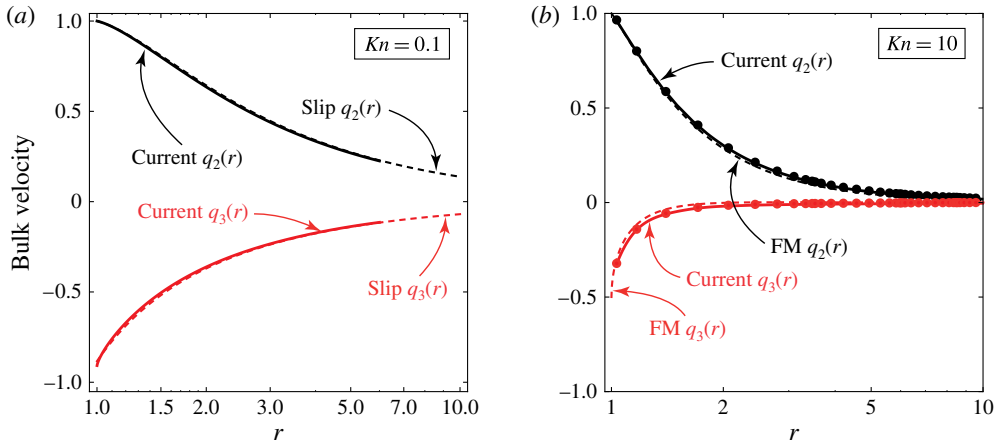 (a)
Kn = 0.1
1.0
0.5
0
−0.5
−1.0
Bulk velocity
Slip q2(r)
Current q2(r)
Current q3(r)
Slip q3(r)
1.0 1.5 2.0 3.0 5.0 7.0 10.0
r
(b)
Kn = 10
1.0
0.5
0
−0.5
−1.0
Current q2(r)
FM q2(r)
Current q3(r)
FM q3(r)
1 2 5 10
r